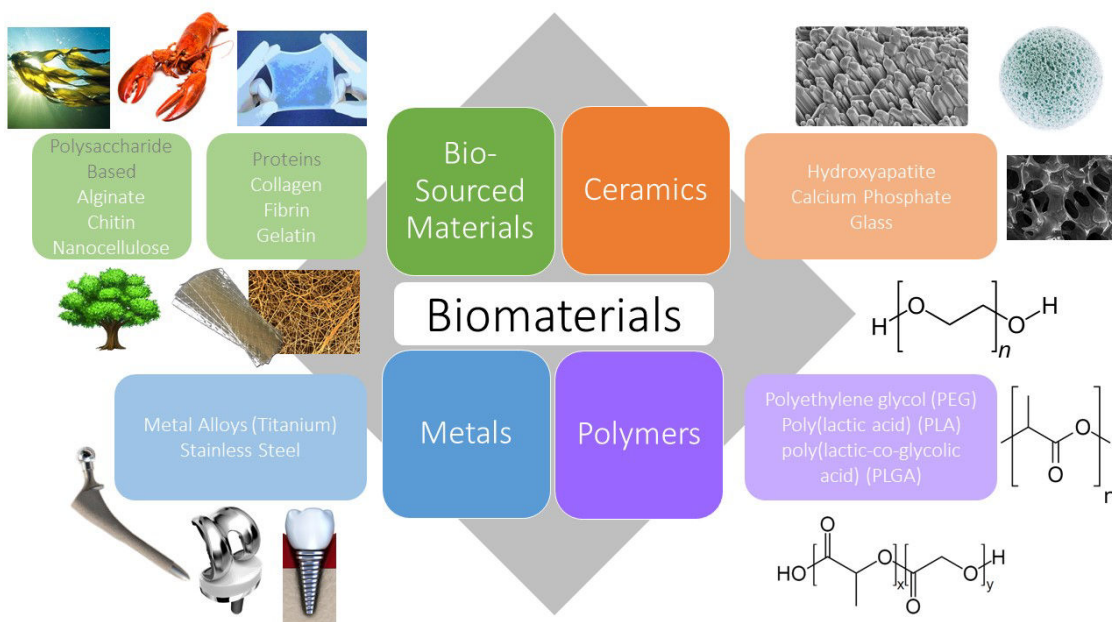 Polysaccharide
Based
Alginate
Chitin
Nanocellulose
Proteins
Collagen
Fibrin
Gelatin
Bio-
Sourced
Materials
Ceramics
Hydroxyapatite
Calcium Phosphate
Glass
Biomaterials
Metal Alloys (Titanium)
Stainless Steel
Metals
Polymers
Polyethylene glycol (PEG)
Poly(lactic acid) (PLA)
poly(lactic-co-glycolic
acid) (PLGA)
H O O H
n
O
O
n
O
HO O O H
x y
O